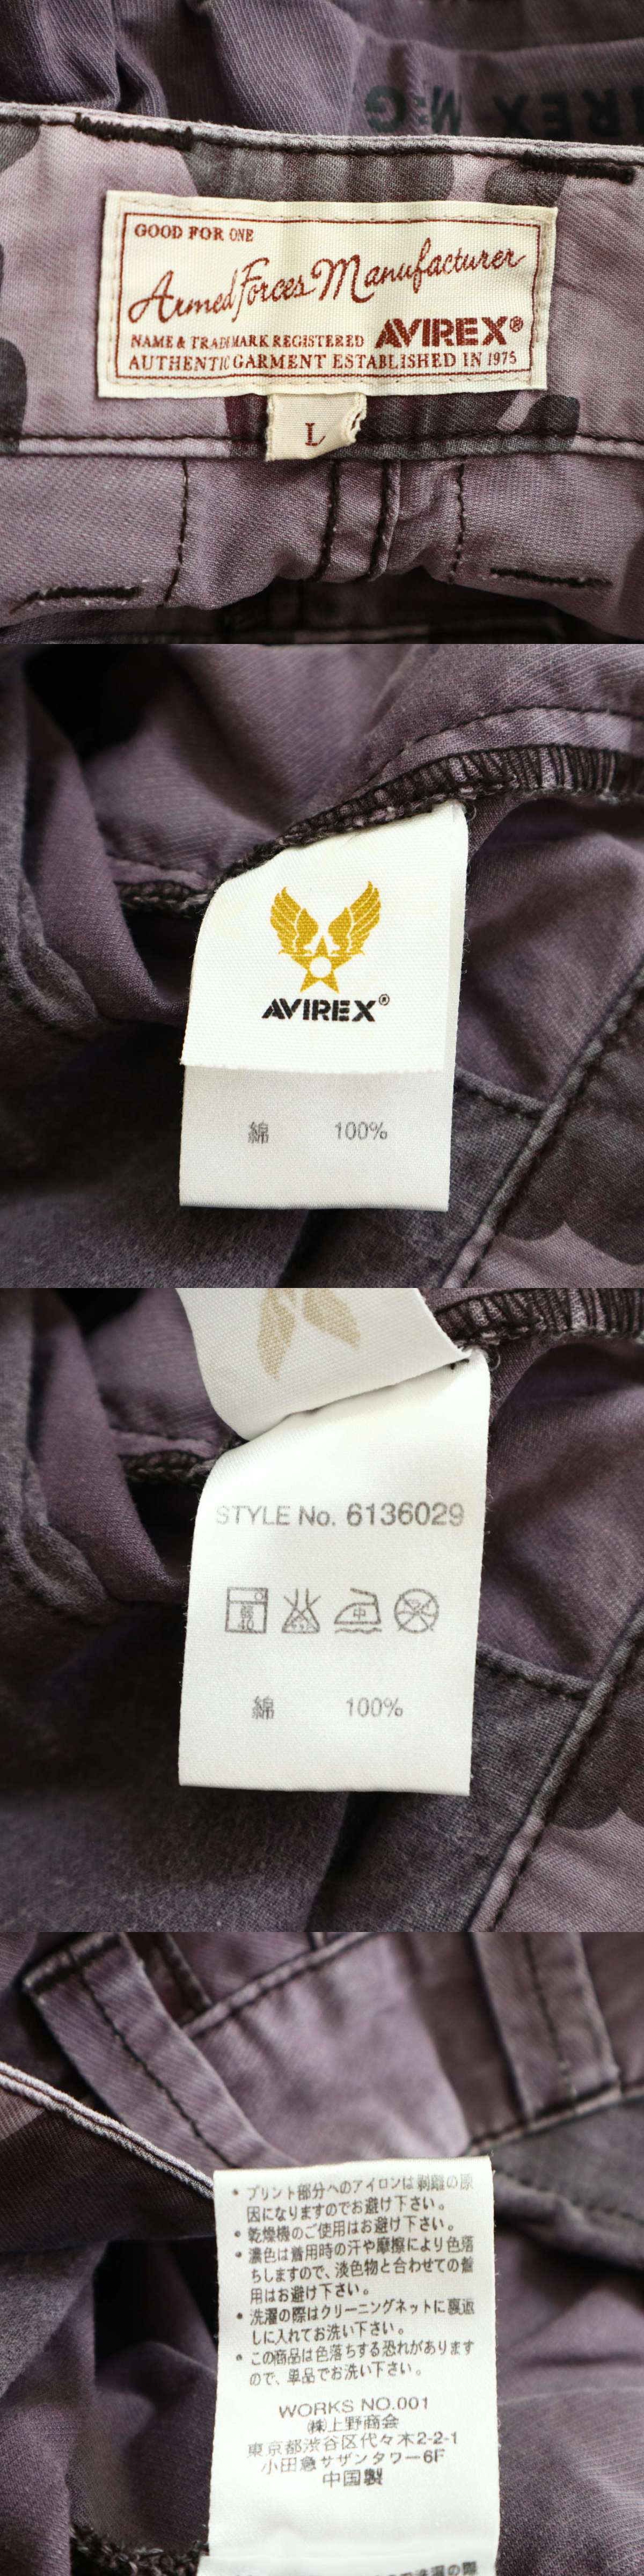 AVIREX MFG
GOOD FOR ONE
Armed Forces Manufacturer
NAME & TRADEMARK REGISTERED AVIREX®
AUTHENTIC GARMENT ESTABLISHED IN 1975
L
AVIREX®
綿 100%
STYLE No. 6136029
弱
40
中
綿 100%
• プリント部分へのアイロンは剥離の原
因になりますのでお避け下さい。
• 乾燥機のご使用はお避け下さい。
• 濃色は着用時の汗や摩擦により色落
ちしますので、淡色物と合わせての着
用はお避け下さい。
• 洗濯の際はクリーニングネットに裏返
しに入れてお洗い下さい。
• この商品は色落ちする恐れがあります
ので、単品でお洗い下さい。
WORKS NO.001
㈱上野商会
東京都渋谷区代々木2-2-1
小田急サザンタワー6F
中国製